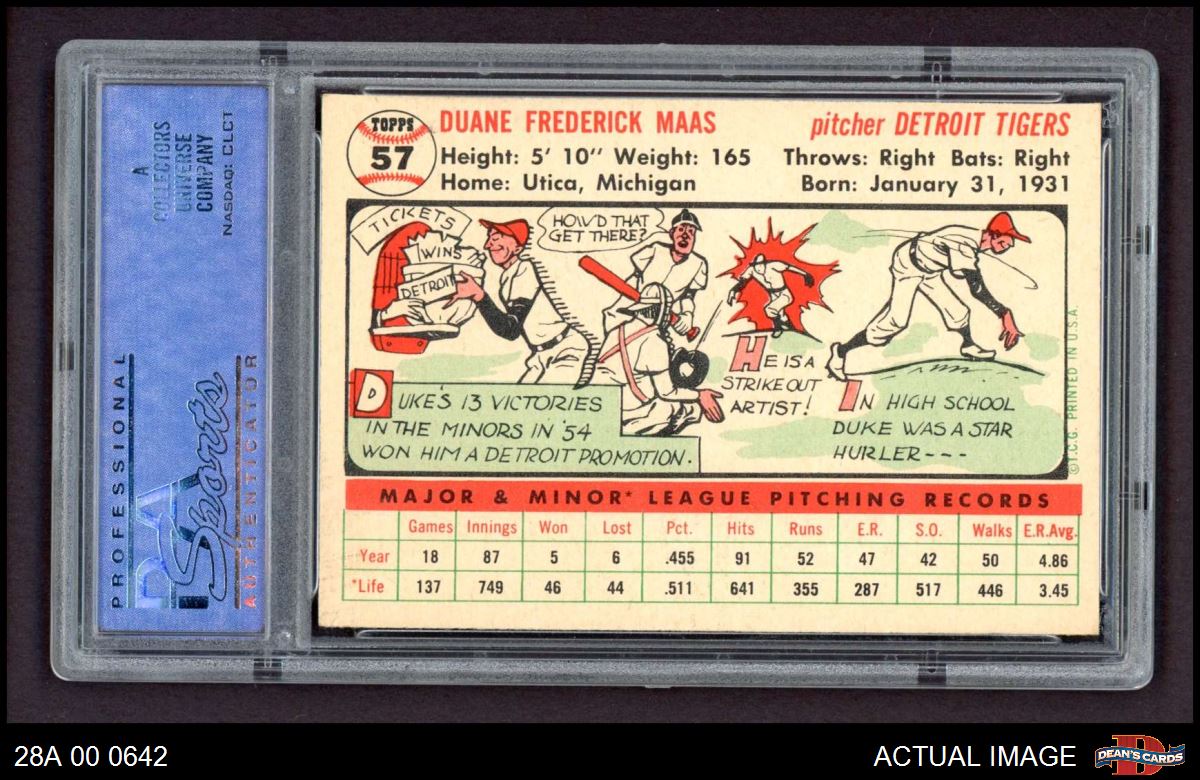 A
COLLECTORS
UNIVERSE
COMPANY
NASDAQ: CLCT
PROFESSIONAL
PSA
Sports
AUTHENTICATOR
TOPPS
57
DUANE FREDERICK MAAS
pitcher DETROIT TIGERS
Height: 5' 10" Weight: 165
Throws: Right Bats: Right
Home: Utica, Michigan
Born: January 31, 1931
TICKETS
WINS
DETROIT
HOW'D THAT
GET THERE?
DUKE'S 13 VICTORIES
IN THE MINORS IN '54
WON HIM A DETROIT PROMOTION.
HE IS A
STRIKEOUT
ARTIST!
IN HIGH SCHOOL
DUKE WAS A STAR
HURLER---
©T.C.G. PRINTED IN U.S.A.
MAJOR & MINOR* LEAGUE PITCHING RECORDS
Games Innings Won Lost Pct. Hits Runs E.R. S.O. Walks E.R.Avg.
Year 18 87 5 6 .455 91 52 47 42 50 4.86
*Life 137 749 46 44 .511 641 355 287 517 446 3.45
28A 00 0642
ACTUAL IMAGE
DEAN'S CARDS